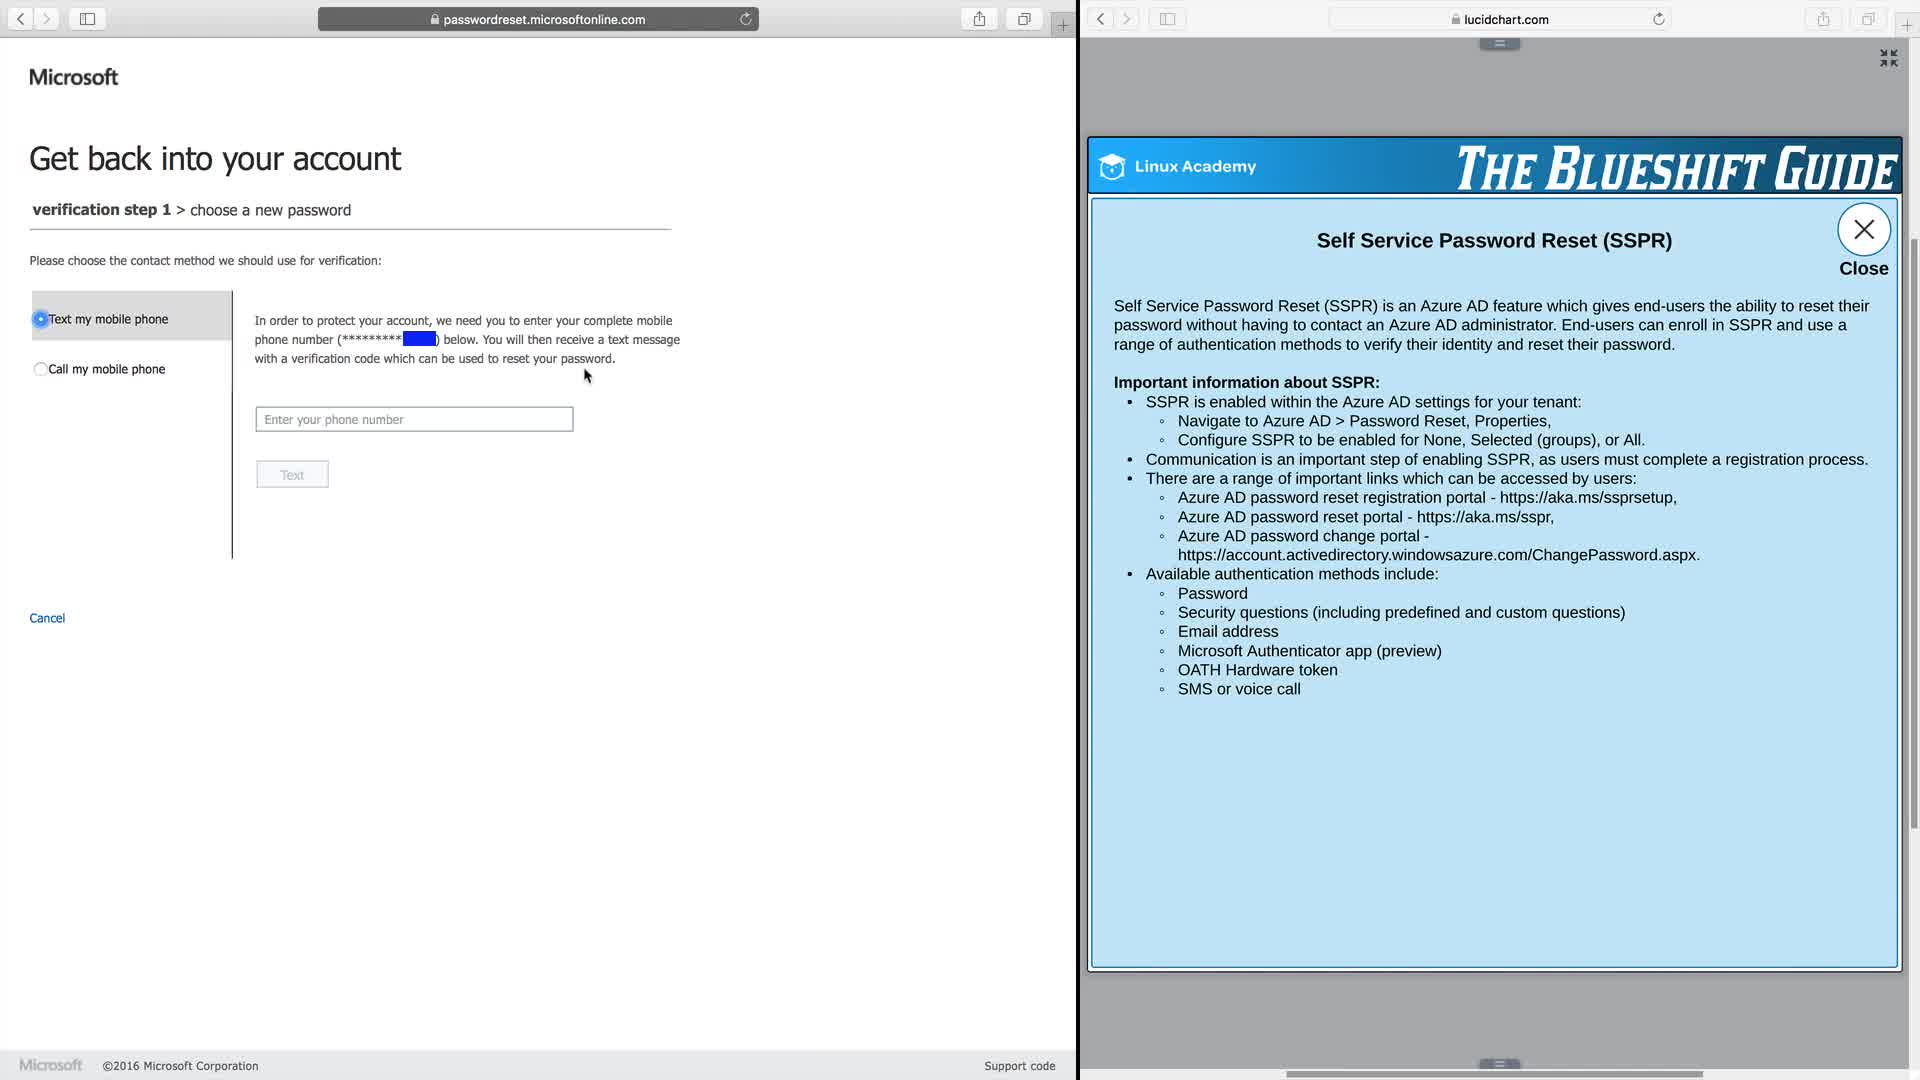 passwordreset.microsoftonline.com
Microsoft
Get back into your account
verification step 1 > choose a new password
Please choose the contact method we should use for verification:
Text my mobile phone
Call my mobile phone
In order to protect your account, we need you to enter your complete mobile
phone number (********* ) below. You will then receive a text message
with a verification code which can be used to reset your password.
Enter your phone number
Text
Cancel
Microsoft ©2016 Microsoft Corporation
Support code
lucidchart.com
Linux Academy
THE BLUESHIFT GUIDE
Self Service Password Reset (SSPR)
Close
Self Service Password Reset (SSPR) is an Azure AD feature which gives end-users the ability to reset their
password without having to contact an Azure AD administrator. End-users can enroll in SSPR and use a
range of authentication methods to verify their identity and reset their password.
Important information about SSPR:
• SSPR is enabled within the Azure AD settings for your tenant:
◦ Navigate to Azure AD > Password Reset, Properties,
◦ Configure SSPR to be enabled for None, Selected (groups), or All.
• Communication is an important step of enabling SSPR, as users must complete a registration process.
• There are a range of important links which can be accessed by users:
◦ Azure AD password reset registration portal - https://aka.ms/ssprsetup,
◦ Azure AD password reset portal - https://aka.ms/sspr,
◦ Azure AD password change portal -
https://account.activedirectory.windowsazure.com/ChangePassword.aspx.
• Available authentication methods include:
◦ Password
◦ Security questions (including predefined and custom questions)
◦ Email address
◦ Microsoft Authenticator app (preview)
◦ OATH Hardware token
◦ SMS or voice call